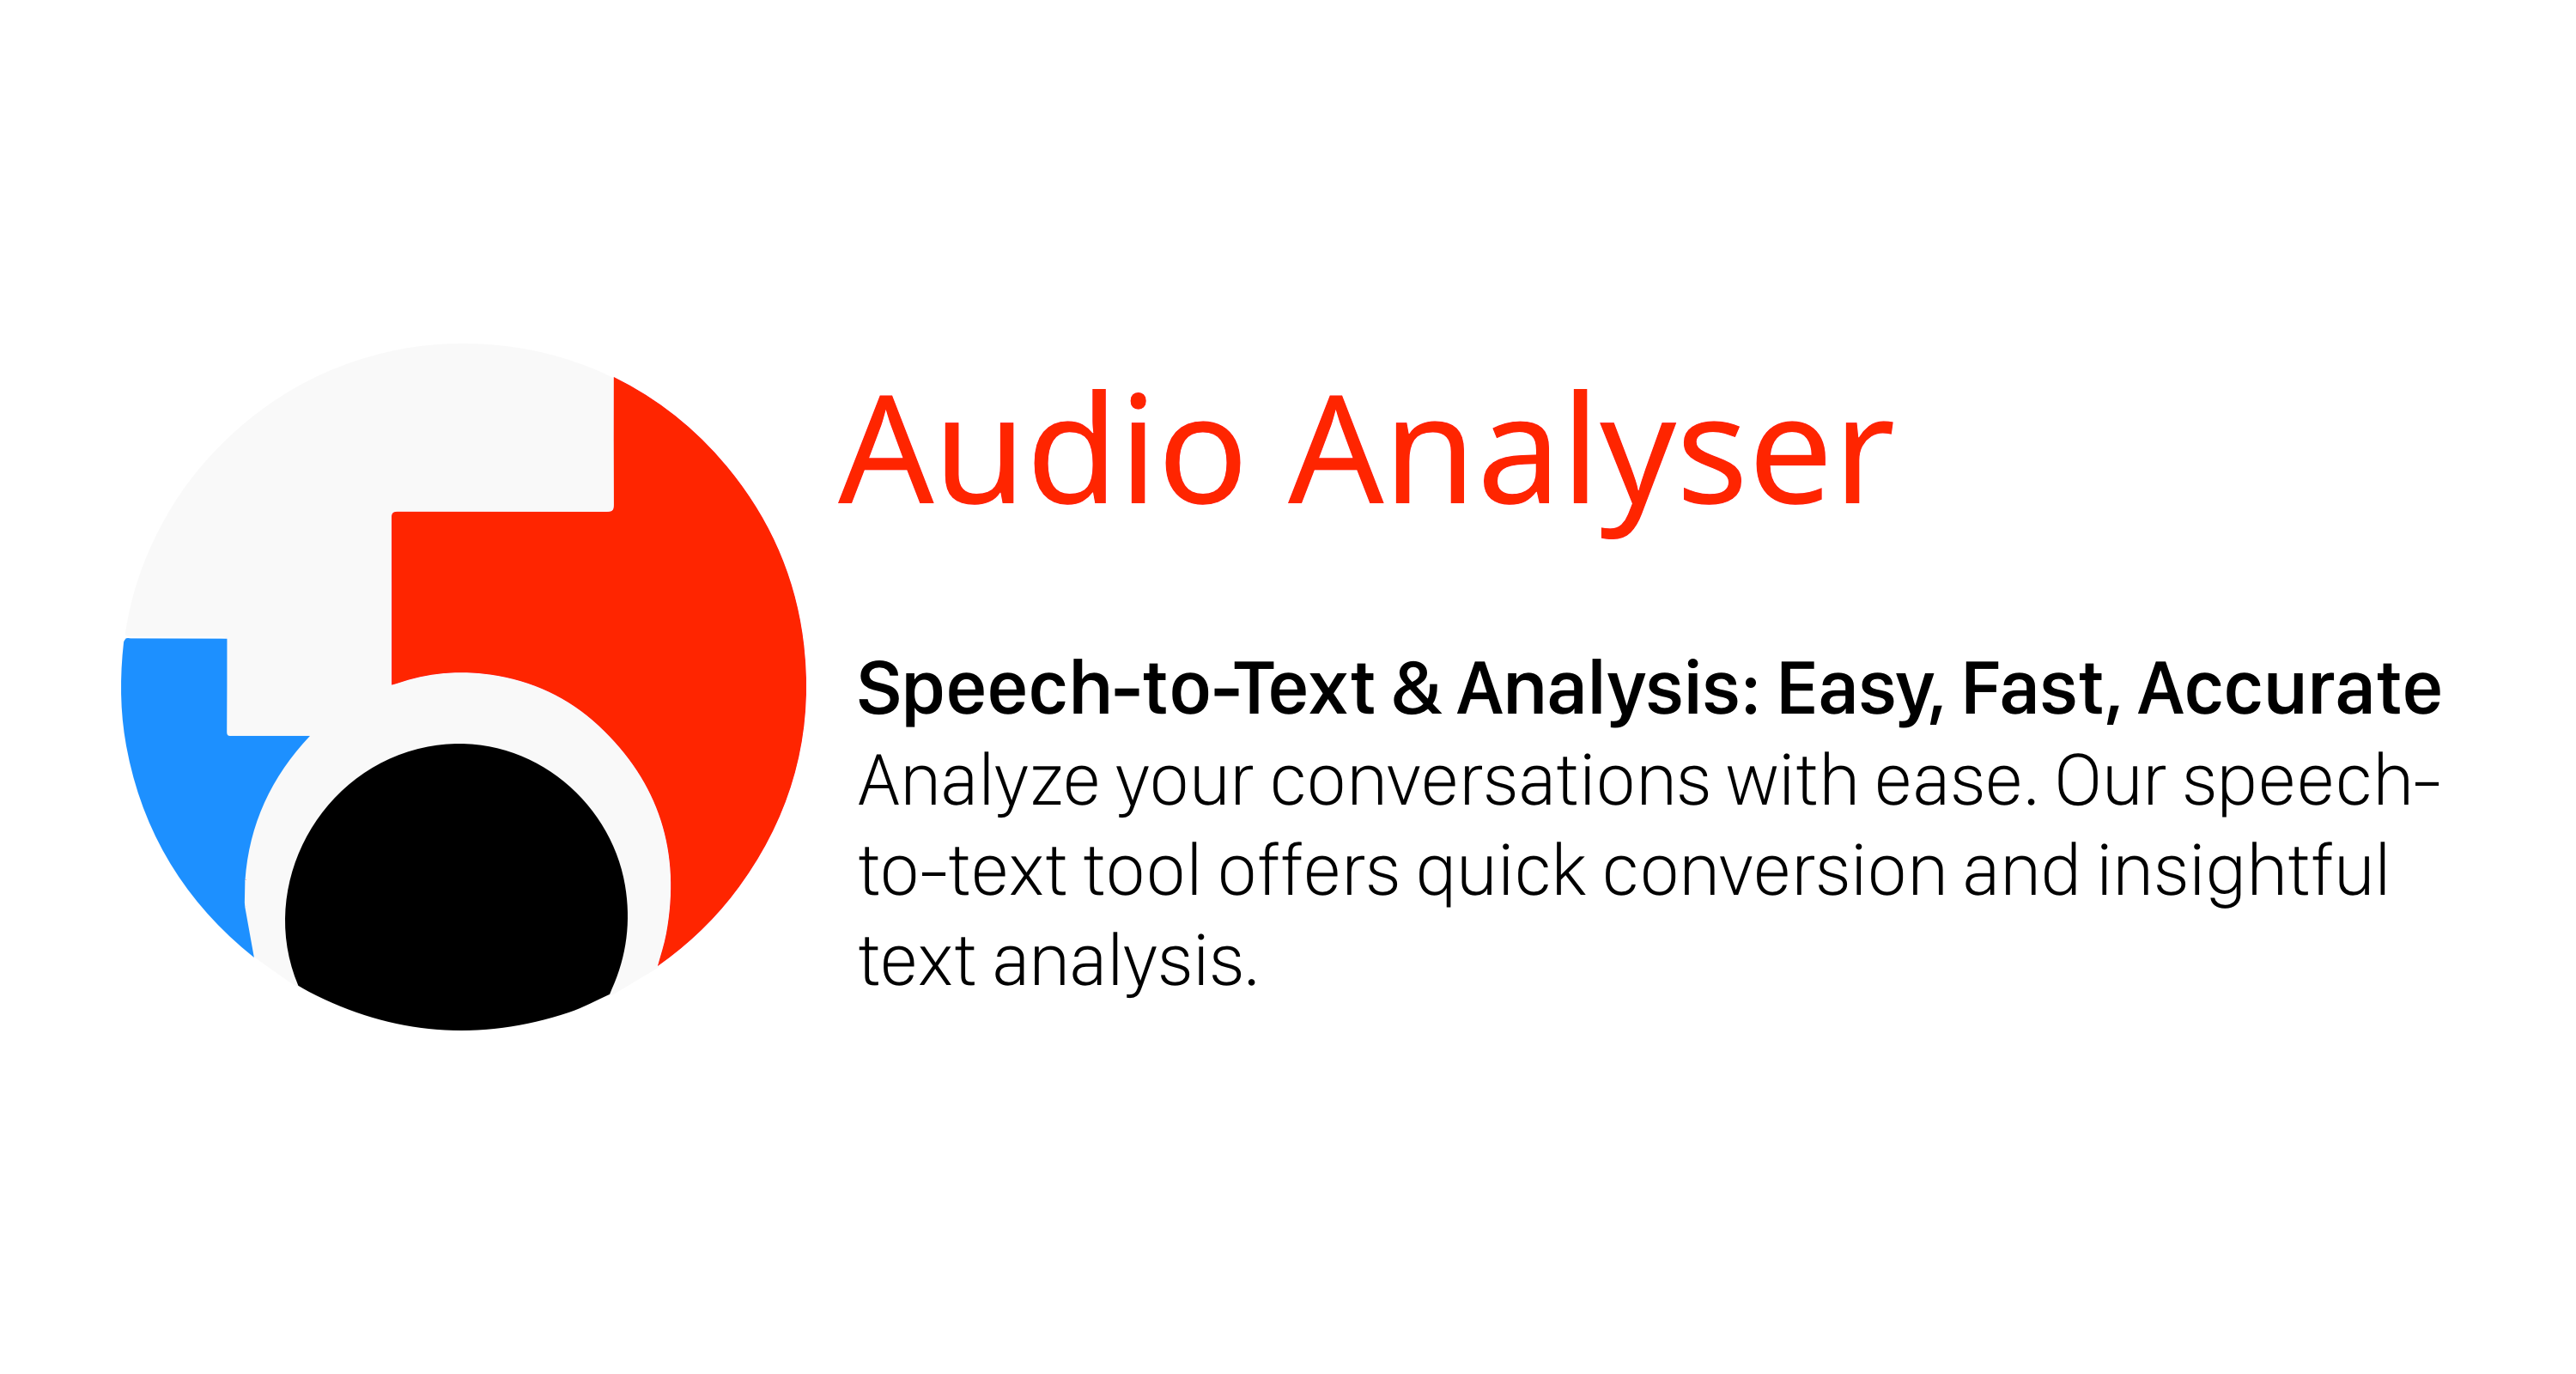 Audio Analyser
Speech-to-Text & Analysis: Easy, Fast, Accurate
Analyze your conversations with ease. Our speech-
to-text tool offers quick conversion and insightful
text analysis.